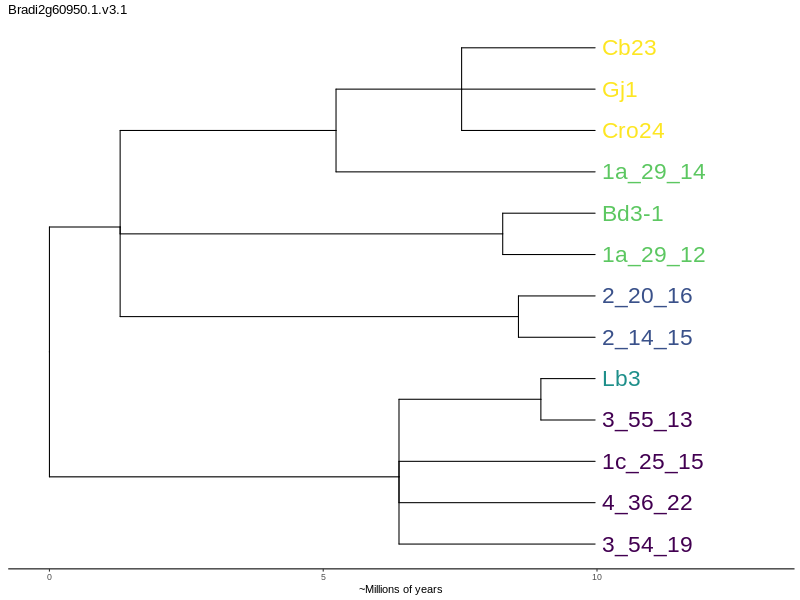 Bradi2g60950.1.v3.1
Cb23
Gj1
Cro24
1a_29_14
Bd3-1
1a_29_12
2_20_16
2_14_15
Lb3
3_55_13
1c_25_15
4_36_22
3_54_19
0 5 10
~Millions of years